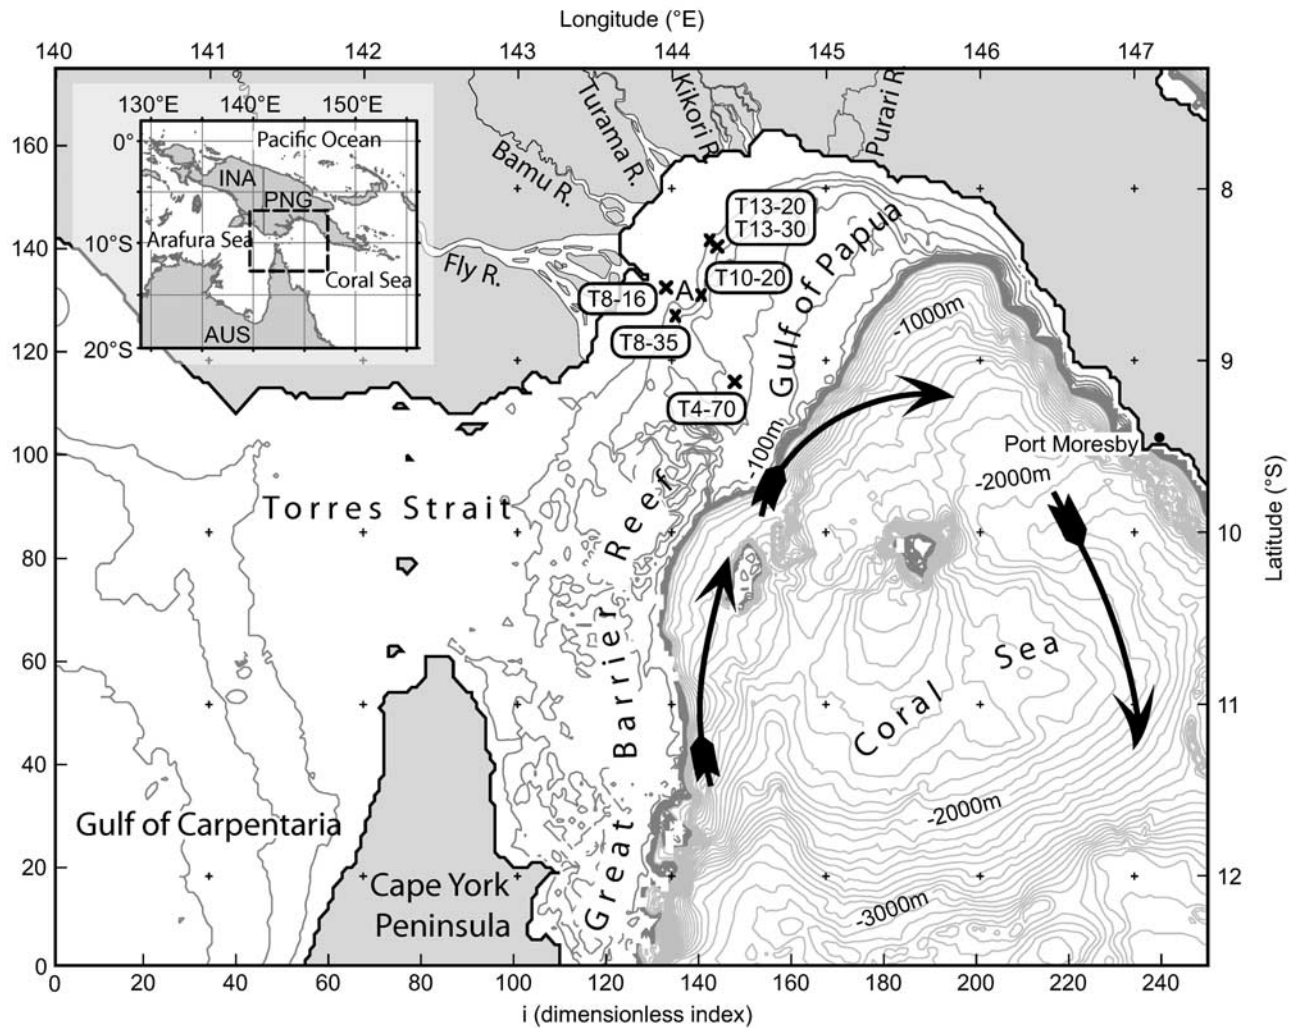 Longitude (°E)
140 141 142 143 144 145 146 147
130°E 140°E 150°E
0°
10°S
20°S
Pacific Ocean
INA
PNG
Arafura Sea
Coral Sea
AUS
Turama R.
Kikori R.
Purari R.
Bamu R.
Fly R.
T13-20
T13-30
T10-20
T8-16
A
T8-35
T4-70
Gulf of Papua
-1000m
-100m
Port Moresby
-2000m
Torres Strait
Great Barrier Reef
Coral Sea
-2000m
-3000m
Gulf of Carpentaria
Cape York
Peninsula
160
140
120
100
80
60
40
20
0
8
9
10
11
12
Latitude (°S)
0 20 40 60 80 100 120 140 160 180 200 220 240
i (dimensionless index)